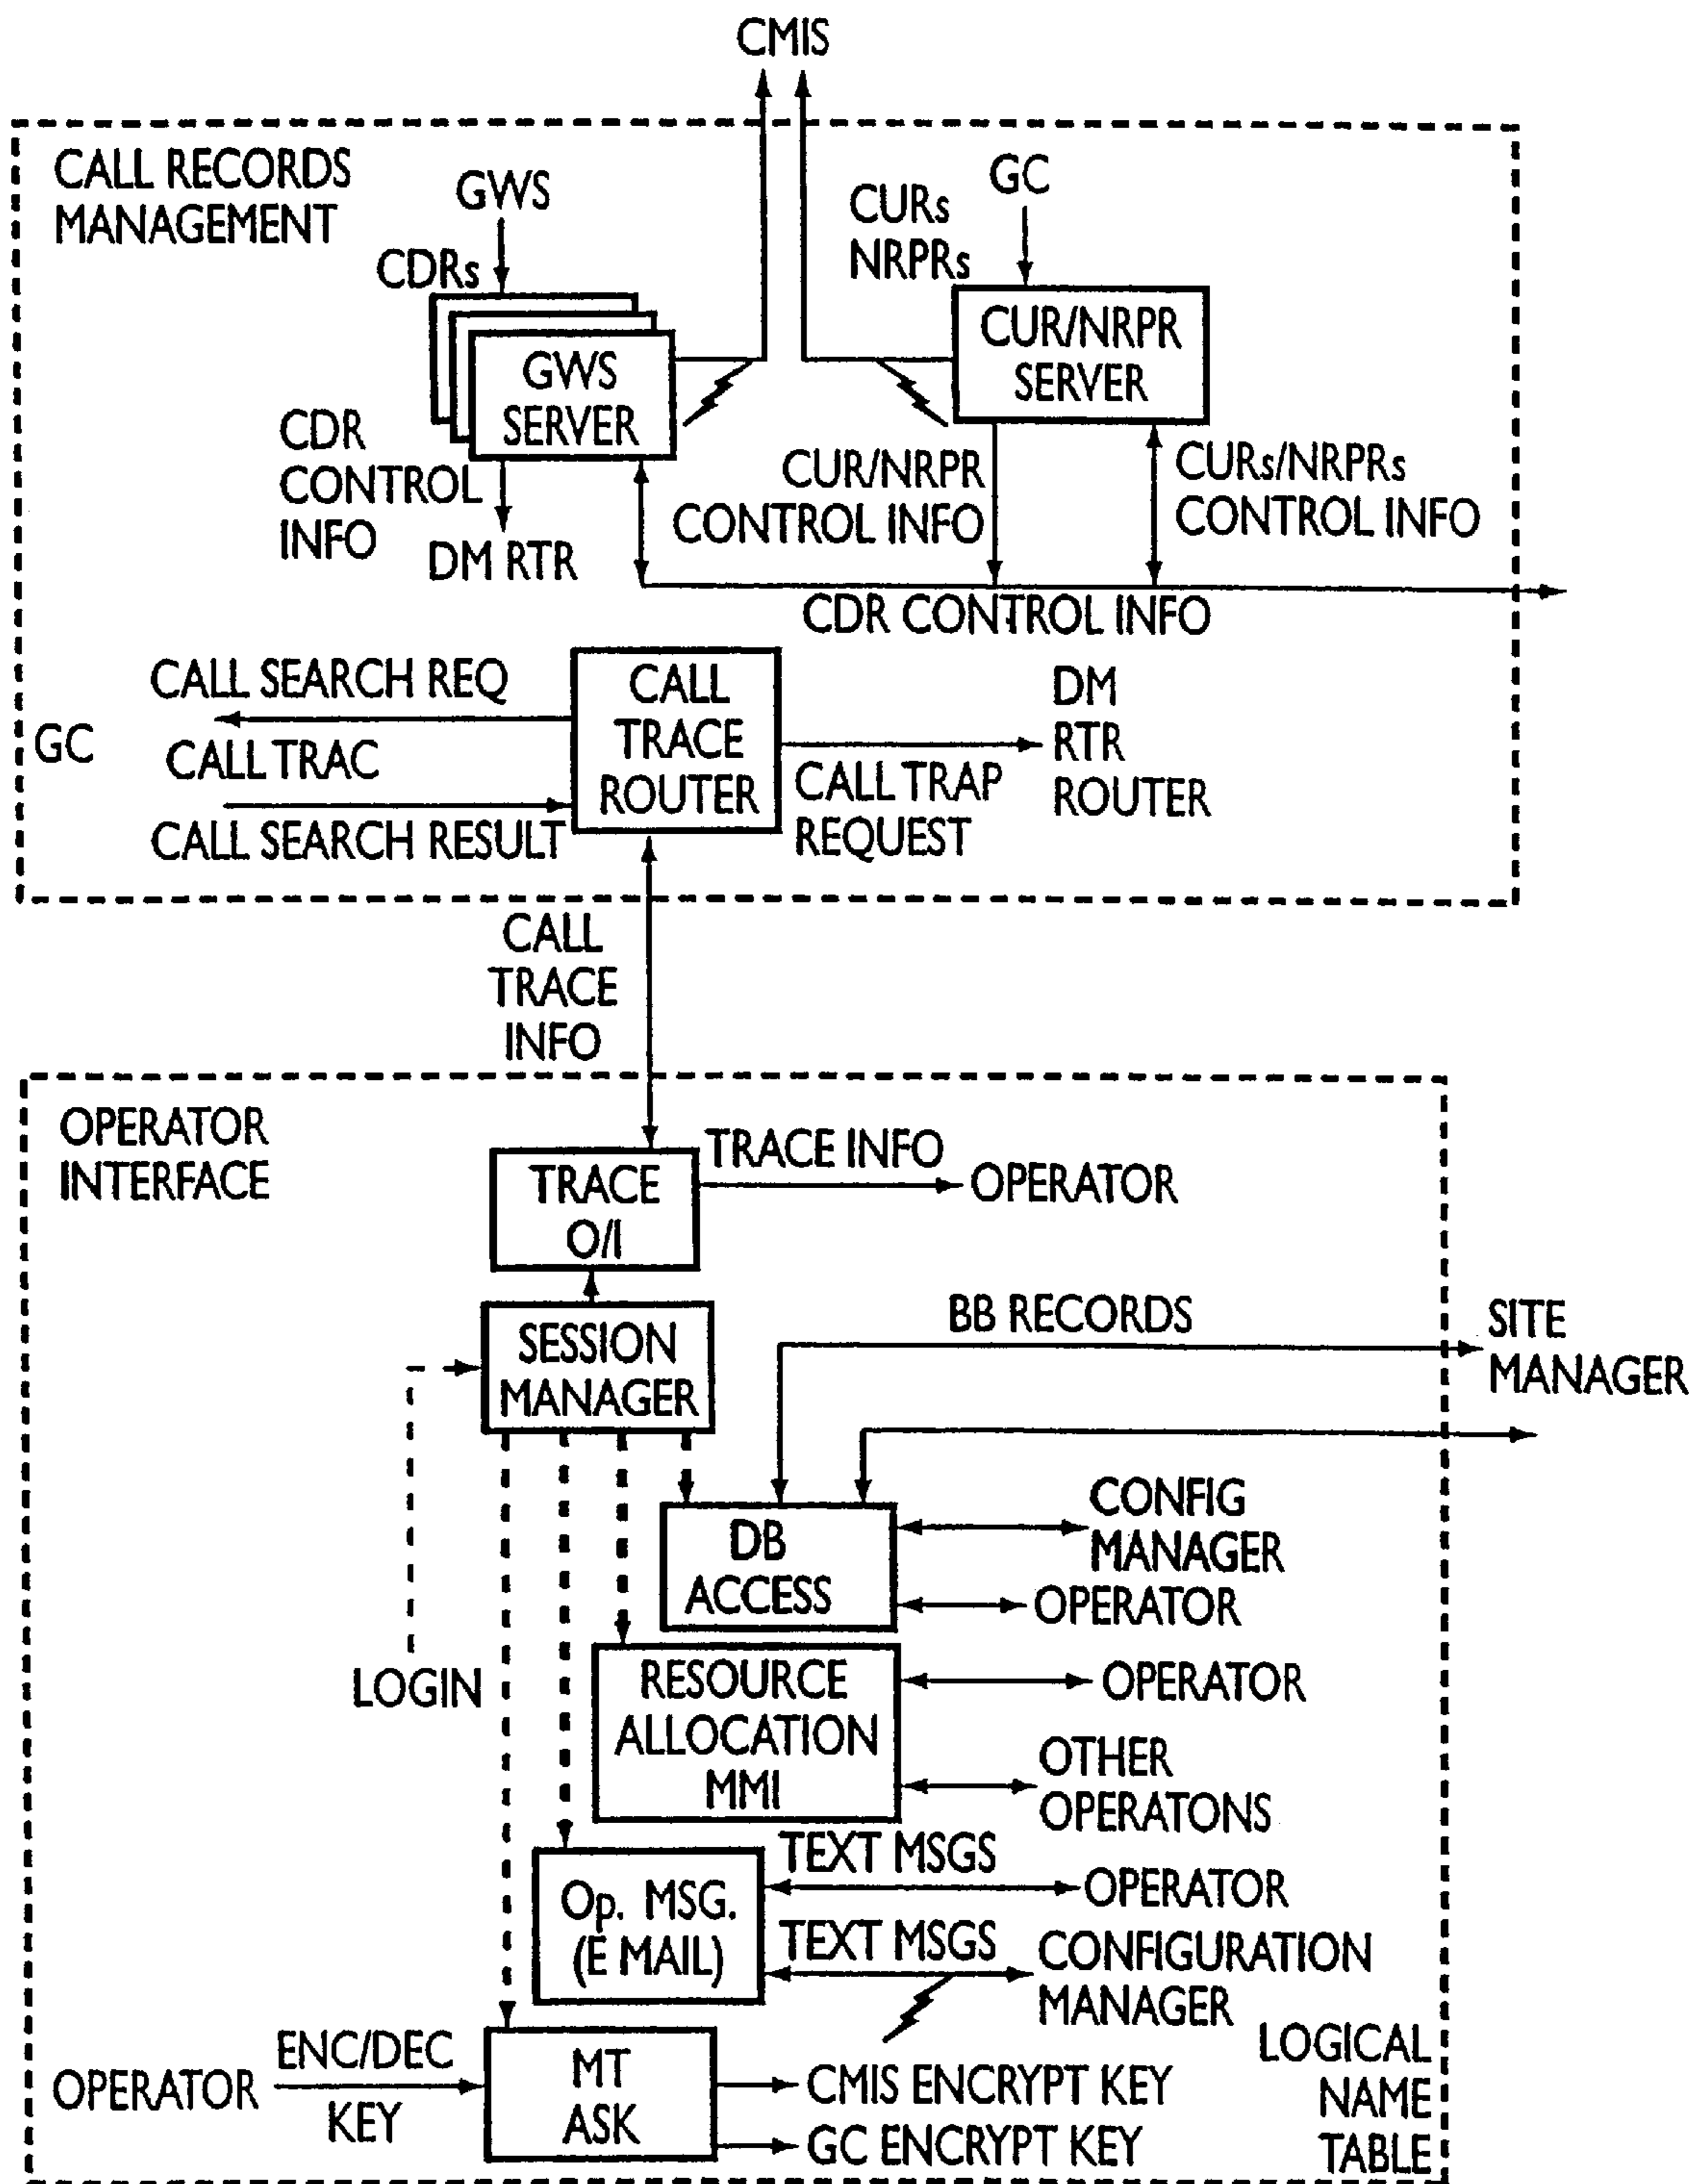 CMIS
CALL RECORDS
MANAGEMENT
GWS
CDRs
CURs
NRPRs
GC
GWS
SERVER
CUR/NRPR
SERVER
CDR
CONTROL
INFO
DM RTR
CUR/NRPR
CONTROL INFO
CURs/NRPRs
CONTROL INFO
CDR CONTROL INFO
CALL SEARCH REQ
GC
CALL TRAC
CALL SEARCH RESULT
CALL
TRACE
ROUTER
CALL TRAP
REQUEST
DM
RTR
ROUTER
CALL
TRACE
INFO
OPERATOR
INTERFACE
TRACE
O/I
TRACE INFO
OPERATOR
SESSION
MANAGER
BB RECORDS
SITE
MANAGER
LOGIN
DB
ACCESS
CONFIG
MANAGER
OPERATOR
RESOURCE
ALLOCATION
MMI
OPERATOR
OTHER
OPERATONS
Op. MSG.
(E MAIL)
TEXT MSGS
OPERATOR
TEXT MSGS
CONFIGURATION
MANAGER
OPERATOR
ENC/DEC
KEY
MT
ASK
CMIS ENCRYPT KEY
GC ENCRYPT KEY
LOGICAL
NAME
TABLE